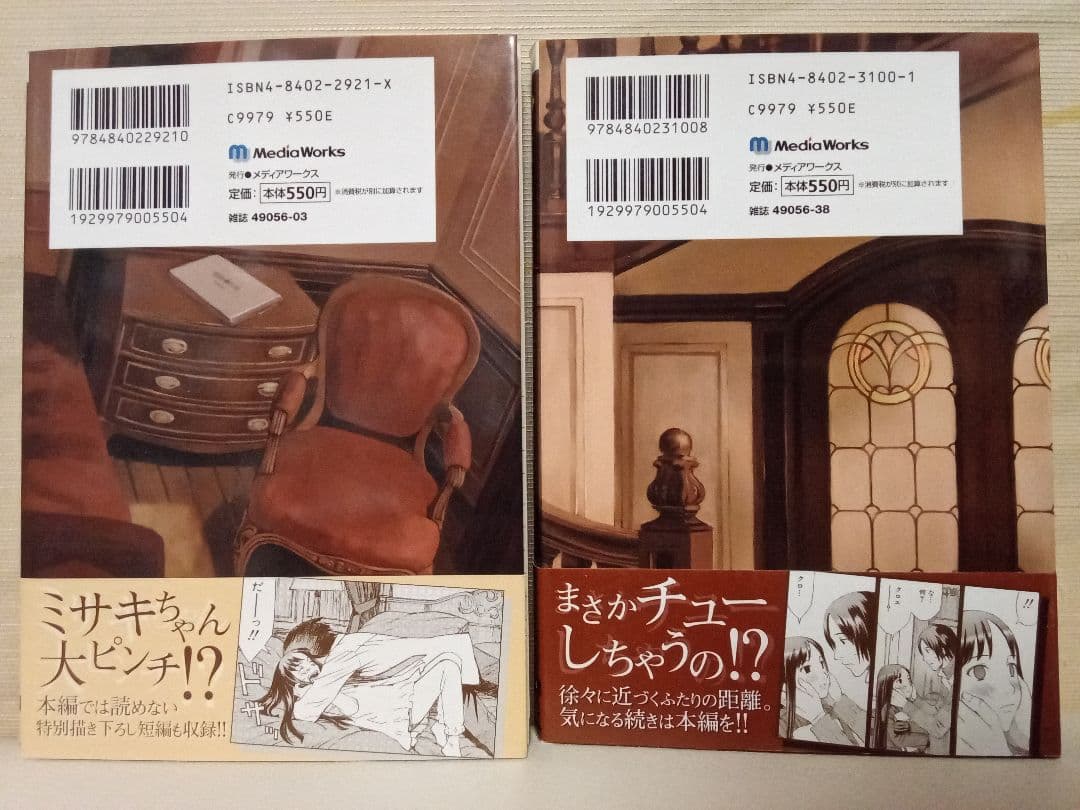 ISBN4-8402-2921-X
C9979 ¥550E
9784840229210
MediaWorks
発行●メディアワークス
定価：本体550円 ※消費税が別に加算されます
1929979005504
雑誌 49056-03
ミサキちゃん
大ピンチ!?
本編では読めない
特別描き下ろし短編も収録!!
だーっ!!
ISBN4-8402-3100-1
C9979 ¥550E
9784840231008
MediaWorks
発行●メディアワークス
定価：本体550円 ※消費税が別に加算されます
1929979005504
雑誌 49056-38
まさかチュー
しちゃうの!?
徐々に近づくふたりの距離。
気になる続きは本編を!!
!!
な…
何?
クロエ
クロ…